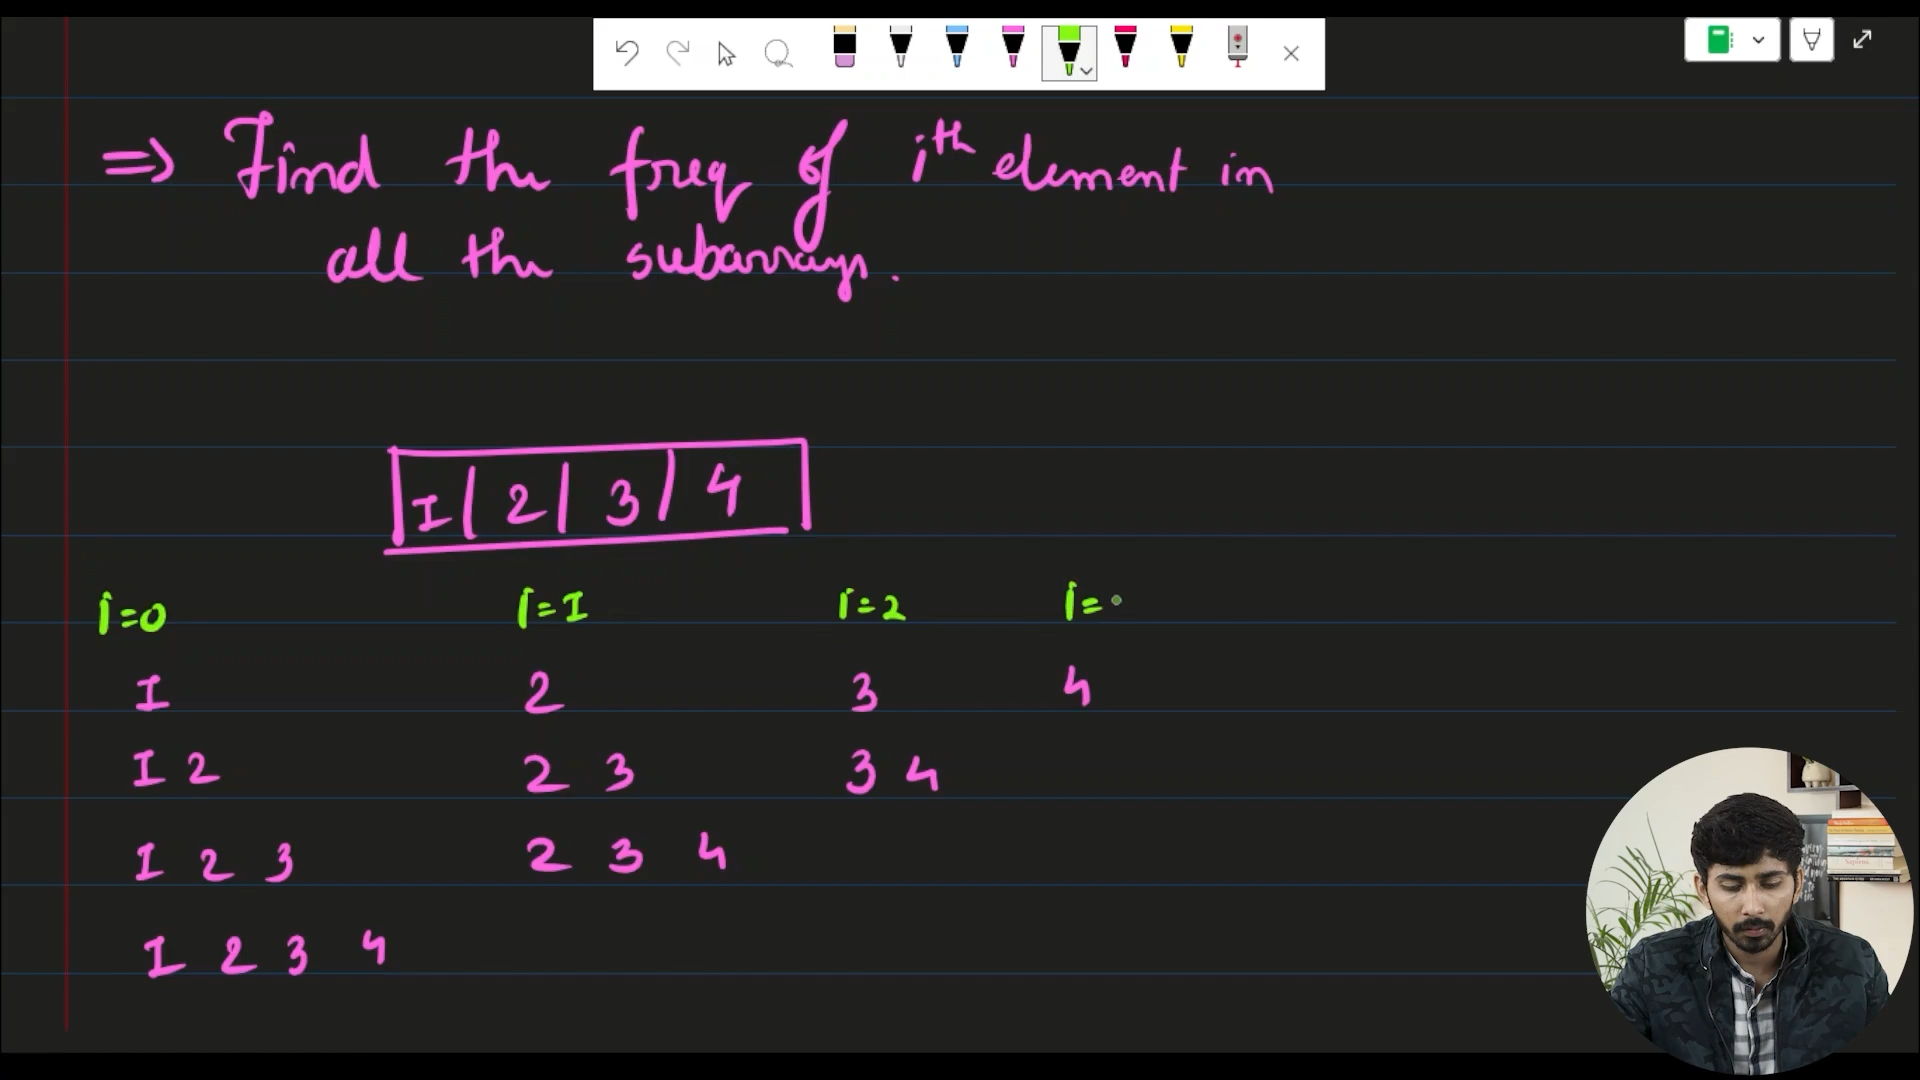 => Find the freq of ith element in
all the subarrays.
1 | 2 | 3 | 4
i=0 i=1 i=2 i=
1 2 3 4
1 2 2 3 3 4
1 2 3 2 3 4
1 2 3 4